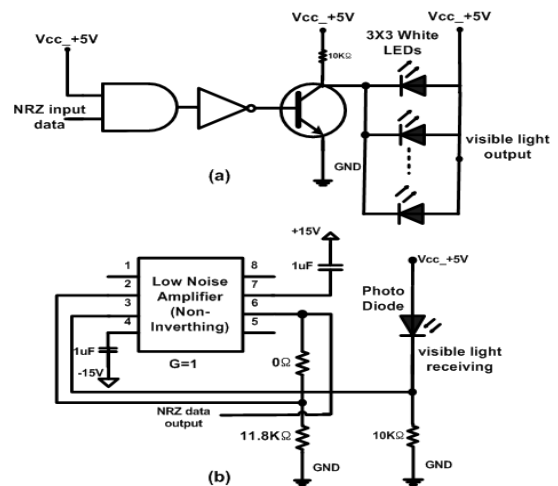 Vcc_+5V
Vcc_+5V
Vcc_+5V
10KΩ
3X3 White
LEDs
NRZ input
data
visible light
output
GND
(a)
+15V
1uF
Vcc_+5V
1
2
3
4
Low Noise
Amplifier
(Non-
Inverthing)
8
7
6
5
Photo
Diode
1uF
-15V
G=1
0Ω
visible light
receiving
NRZ data
output
11.8KΩ
10KΩ
GND
GND
(b)